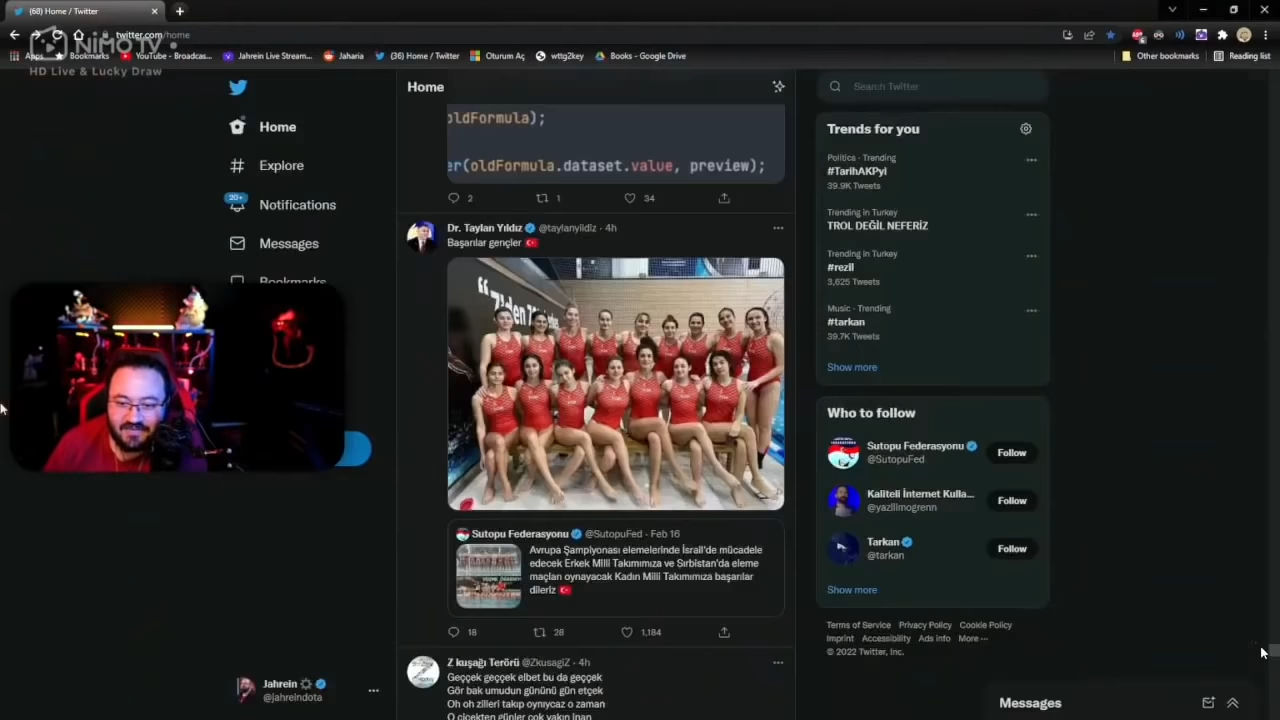 (68) Home / Twitter
NiMO TV
HD Live & Lucky Draw
twitter.com/home
Apps
Bookmarks
YouTube - Broadcas...
Jahrein Live Stream...
Jaharia
(36) Home / Twitter
Oturum Aç
wttg2key
Books - Google Drive
Other bookmarks
Reading list
Home
Explore
20+
Notifications
Messages
Bookmarks
Jahrein
@jahreindota
Home
oldFormula);
er(oldFormula.dataset.value, preview);
2
1
34
Dr. Taylan Yıldız @taylanyildiz · 4h
Başarılar gençler 🇹🇷
Sutopu Federasyonu @SutopuFed · Feb 16
Avrupa Şampiyonası elemelerinde İsrail'de mücadele
edecek Erkek Milli Takımımıza ve Sırbistan'da eleme
maçları oynayacak Kadın Milli Takımımıza başarılar
dileriz 🇹🇷
18
28
1,184
Z kuşağı Terörü @ZkusagiZ · 4h
Geççek geççek elbet bu da geççek
Gör bak umudun gününü gün etçek
Oh oh zilleri takıp oynıycaz o zaman
O çiçekten günler çok yakın inan
Search Twitter
Trends for you
Politics · Trending
#TarihAKPyi
39.9K Tweets
Trending in Turkey
TROL DEĞİL NEFERİZ
Trending in Turkey
#rezil
3,625 Tweets
Music · Trending
#tarkan
39.7K Tweets
Show more
Who to follow
Sutopu Federasyonu
@SutopuFed
Follow
Kaliteli İnternet Kulla...
@yazilimogrenn
Follow
Tarkan
@tarkan
Follow
Show more
Terms of Service Privacy Policy Cookie Policy
Imprint Accessibility Ads info More ···
© 2022 Twitter, Inc.
Messages